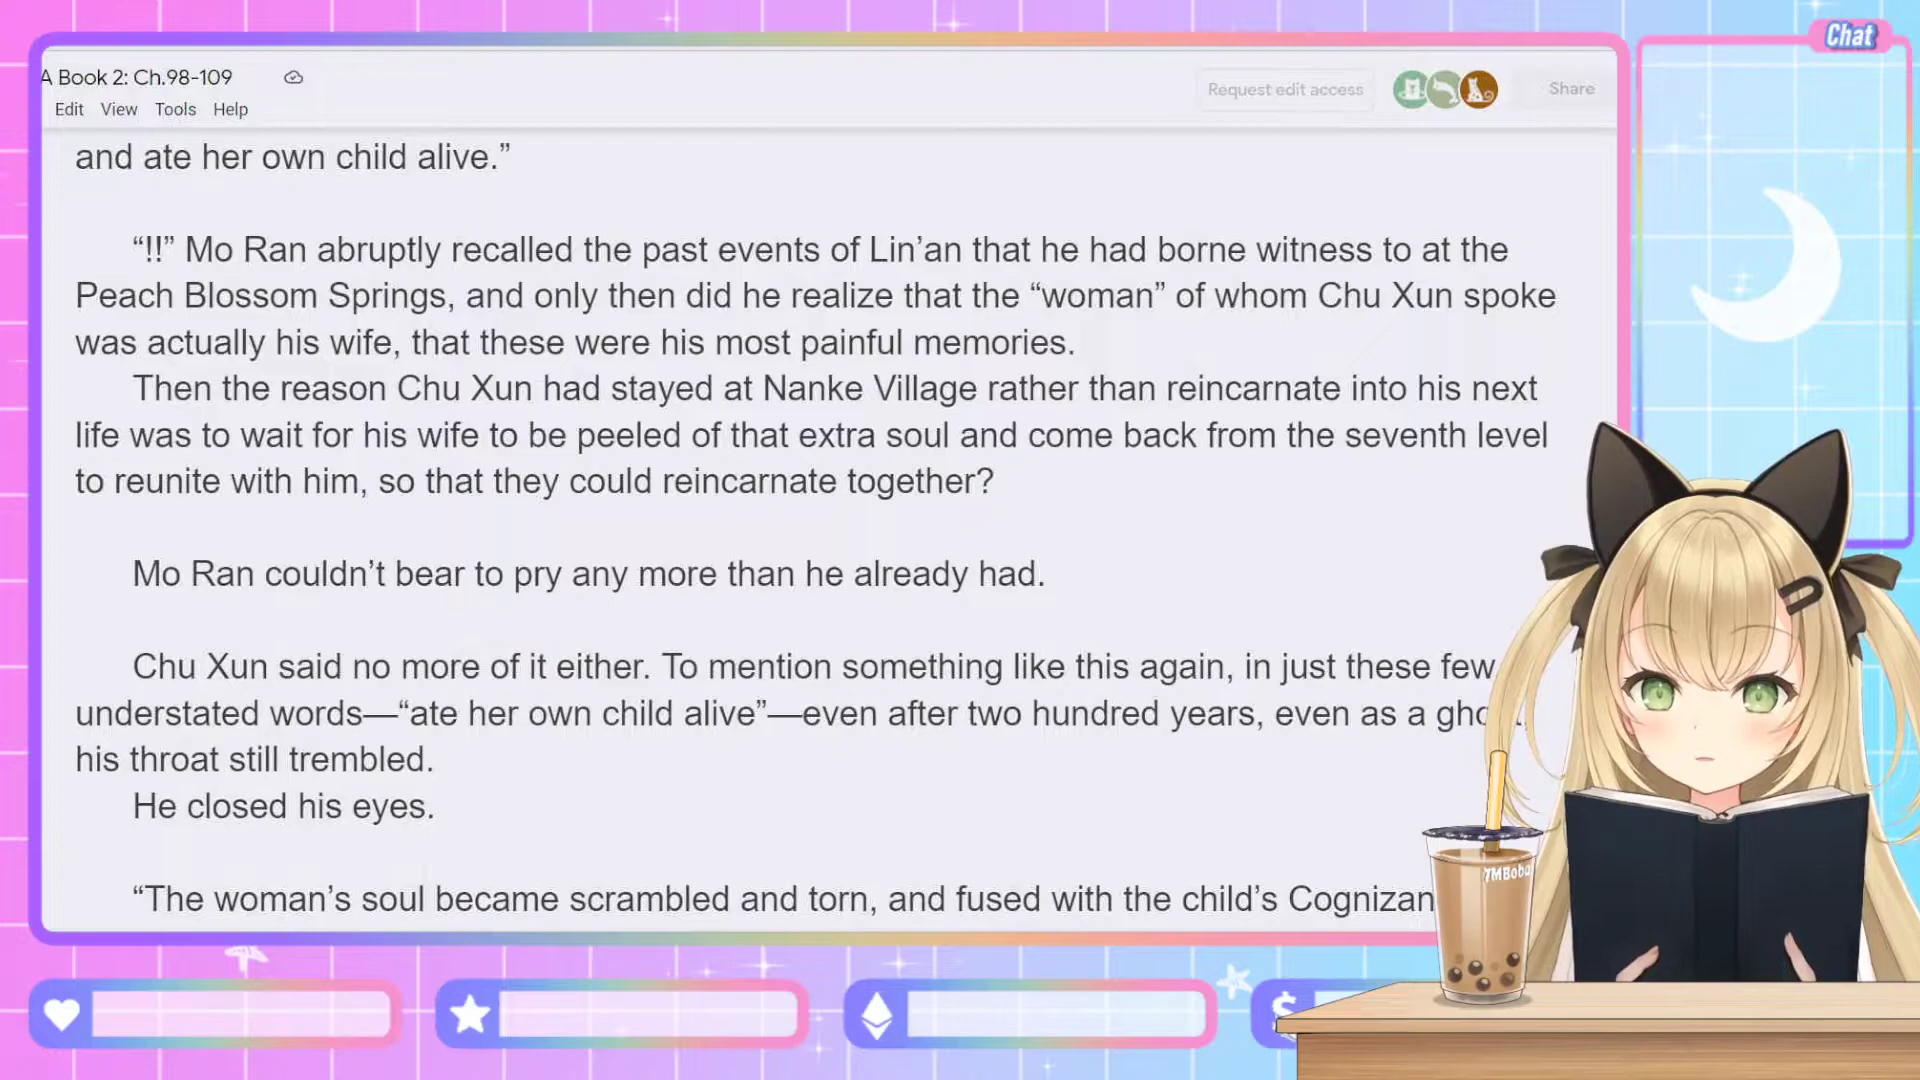 Chat
A Book 2: Ch.98-109
Request edit access
Share
Edit View Tools Help
and ate her own child alive.”
“!!” Mo Ran abruptly recalled the past events of Lin’an that he had borne witness to at the
Peach Blossom Springs, and only then did he realize that the “woman” of whom Chu Xun spoke
was actually his wife, that these were his most painful memories.
Then the reason Chu Xun had stayed at Nanke Village rather than reincarnate into his next
life was to wait for his wife to be peeled of that extra soul and come back from the seventh level
to reunite with him, so that they could reincarnate together?
Mo Ran couldn’t bear to pry any more than he already had.
Chu Xun said no more of it either. To mention something like this again, in just these few
understated words—“ate her own child alive”—even after two hundred years, even as a
his throat still trembled.
He closed his eyes.
“The woman’s soul became scrambled and torn, and fused with the child’s